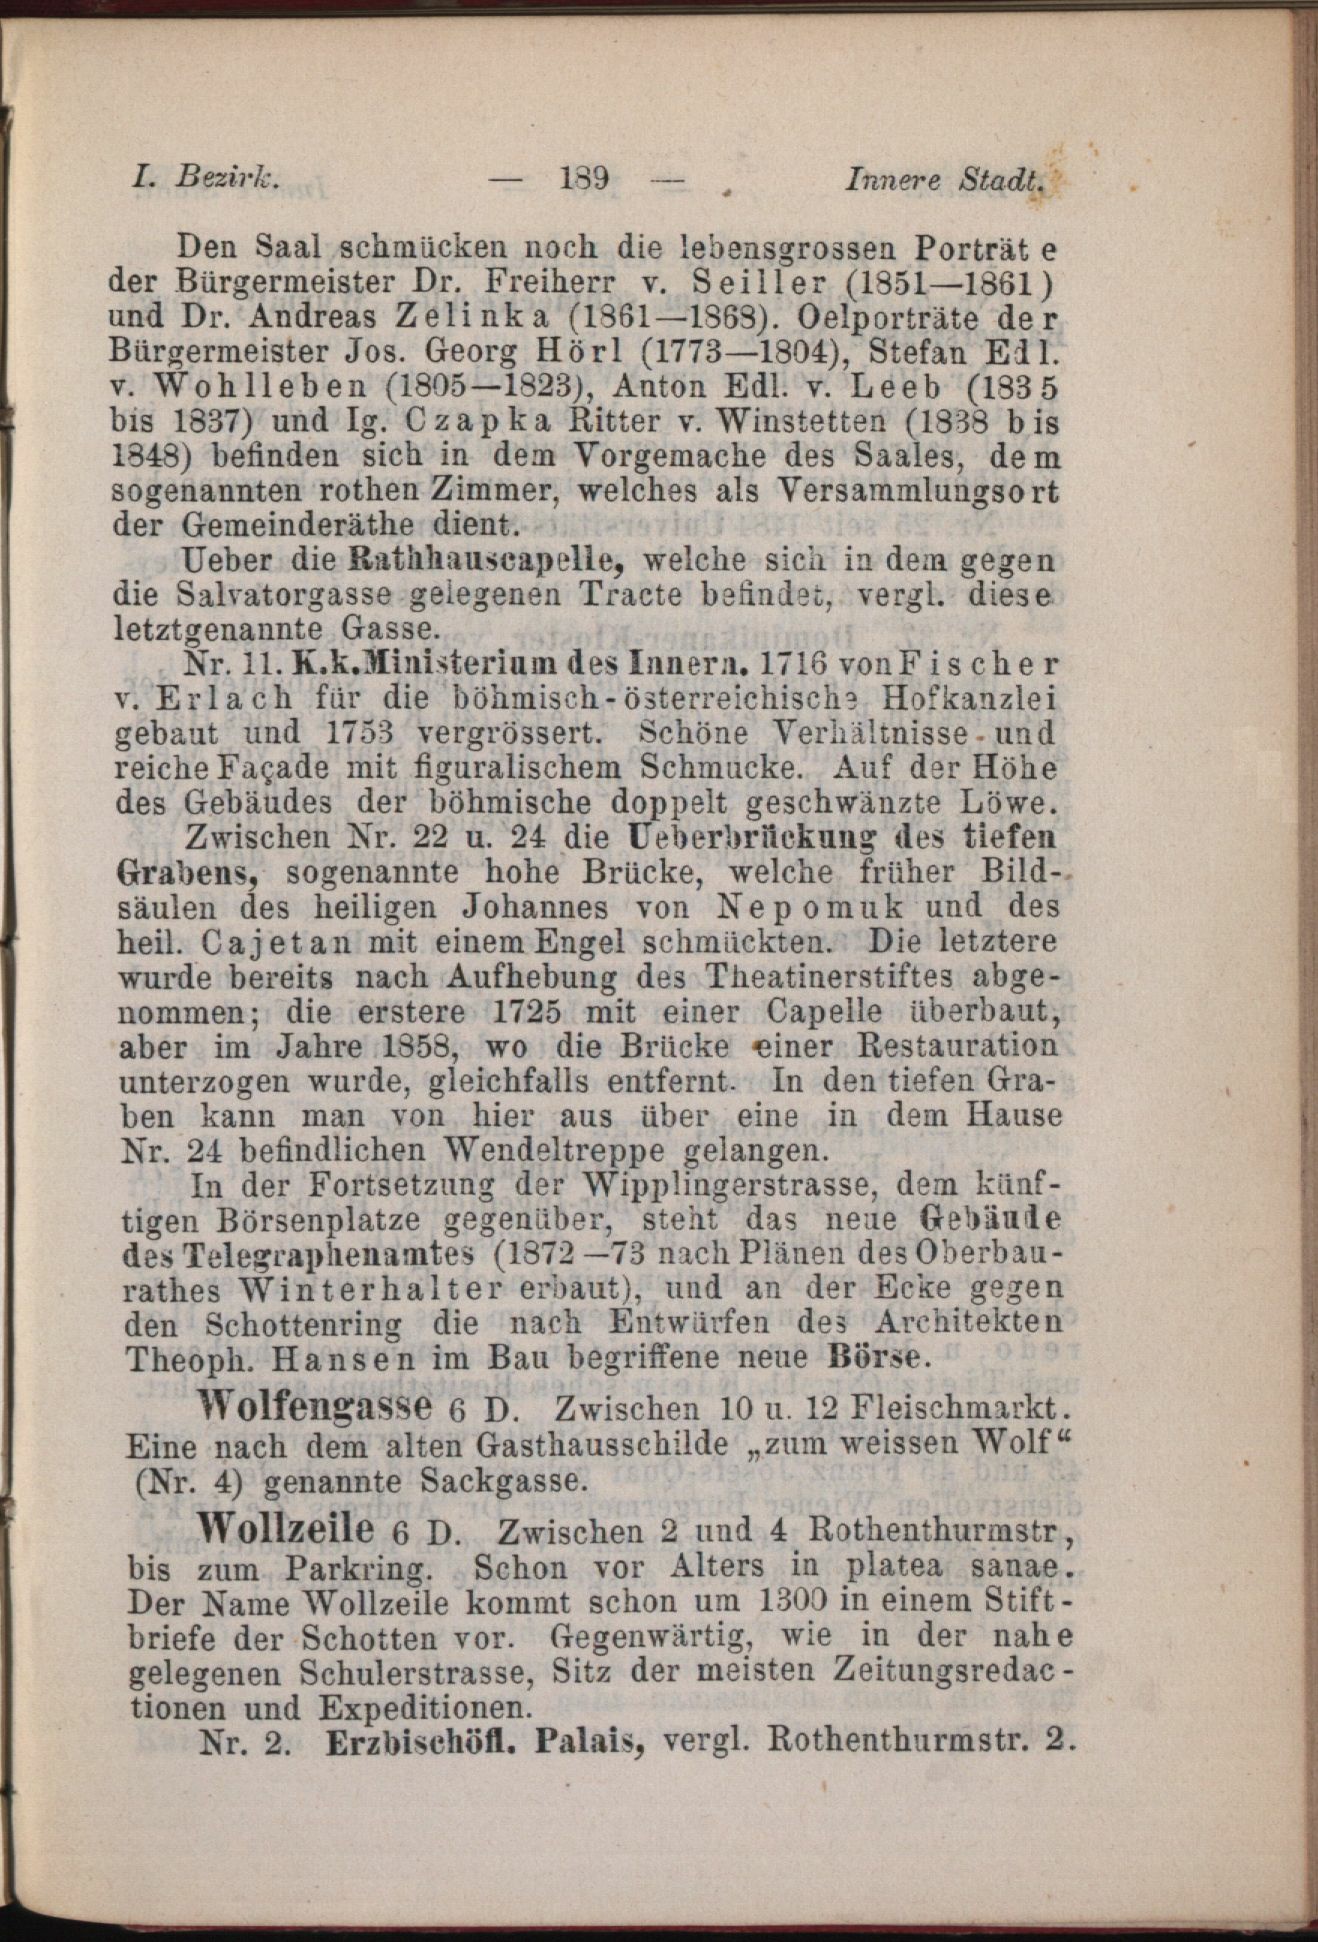 I. Bezirk. — 189 — Innere Stadt.
Den Saal schmücken noch die lebensgrossen Porträte
der Bürgermeister Dr. Freiherr v. Seiller (1851—1861)
und Dr. Andreas Zelinka (1861—1868). Oelporträte der
Bürgermeister Jos. Georg Hörl (1773—1804), Stefan Edl.
v. Wohlleben (1805—1823), Anton Edl. v. Leeb (1835
bis 1837) und Ig. Czapka Ritter v. Winstetten (1838 bis
1848) befinden sich in dem Vorgemache des Saales, dem
sogenannten rothen Zimmer, welches als Versammlungsort
der Gemeinderäthe dient.
Ueber die Rathhauscapelle, welche sich in dem gegen
die Salvatorgasse gelegenen Tracte befindet, vergl. diese
letztgenannte Gasse.
Nr. 11. K.k. Ministerium des Innern. 1716 von Fischer
v. Erlach für die böhmisch-österreichische Hofkanzlei
gebaut und 1753 vergrössert. Schöne Verhältnisse und
reiche Façade mit figuralischem Schmucke. Auf der Höhe
des Gebäudes der böhmische doppelt geschwänzte Löwe.
Zwischen Nr. 22 u. 24 die Ueberbrückung des tiefen
Grabens, sogenannte hohe Brücke, welche früher Bild-
säulen des heiligen Johannes von Nepomuk und des
heil. Cajetan mit einem Engel schmückten. Die letztere
wurde bereits nach Aufhebung des Theatinerstiftes abge-
nommen; die erstere 1725 mit einer Capelle überbaut,
aber im Jahre 1858, wo die Brücke einer Restauration
unterzogen wurde, gleichfalls entfernt. In den tiefen Gra-
ben kann man von hier aus über eine in dem Hause
Nr. 24 befindlichen Wendeltreppe gelangen.
In der Fortsetzung der Wipplingerstrasse, dem künf-
tigen Börsenplatze gegenüber, steht das neue Gebäude
des Telegraphenamtes (1872—73 nach Plänen des Oberbau-
rathes Winterhalter erbaut), und an der Ecke gegen
den Schottenring die nach Entwürfen des Architekten
Theoph. Hansen im Bau begriffene neue Börse.
Wolfengasse 6 D. Zwischen 10 u. 12 Fleischmarkt.
Eine nach dem alten Gasthausschilde „zum weissen Wolf“
(Nr. 4) genannte Sackgasse.
Wollzeile 6 D. Zwischen 2 und 4 Rothenthurmstr,
bis zum Parkring. Schon vor Alters in platea sanae.
Der Name Wollzeile kommt schon um 1300 in einem Stift-
briefe der Schotten vor. Gegenwärtig, wie in der nahe
gelegenen Schulerstrasse, Sitz der meisten Zeitungsredac-
tionen und Expeditionen.
Nr. 2. Erzbischöfl. Palais, vergl. Rothenthurmstr. 2.